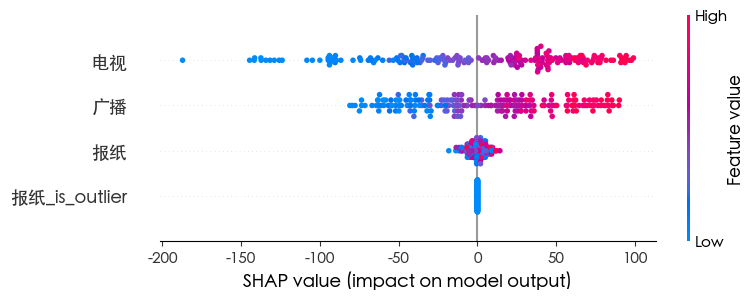 High
电视
广播
报纸
报纸_is_outlier
Feature value
Low
-200 -150 -100 -50 0 50 100
SHAP value (impact on model output)